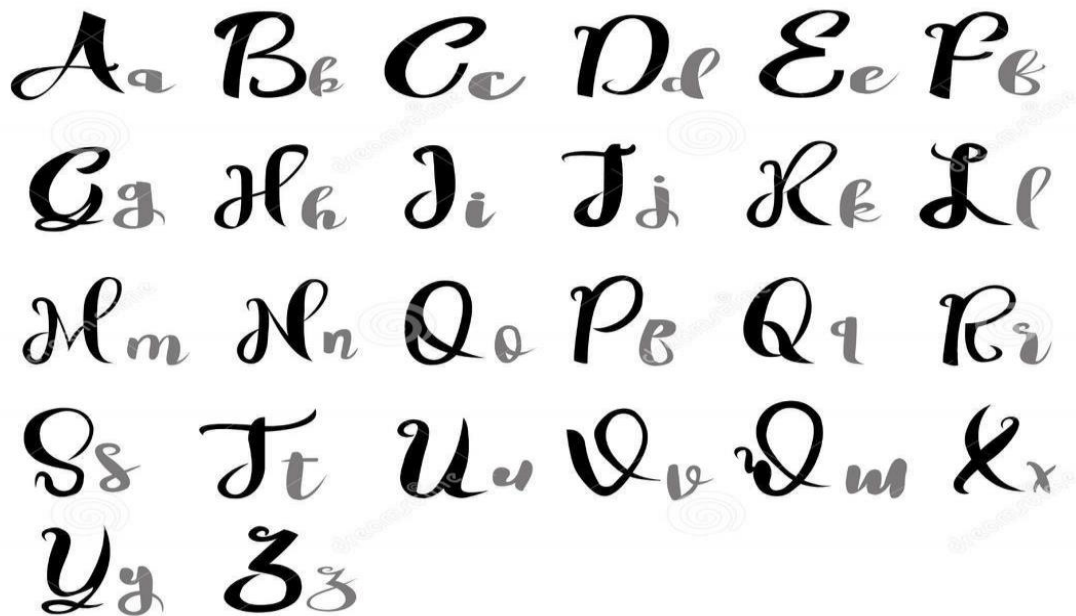 Aa Bb Cc Dd Ee Ff
Gg Hh Ii Jj Kk Ll
Mm Nn Oo Pp Qq Rr
Ss Tt Uu Vv Ww Xx
Yy Zz